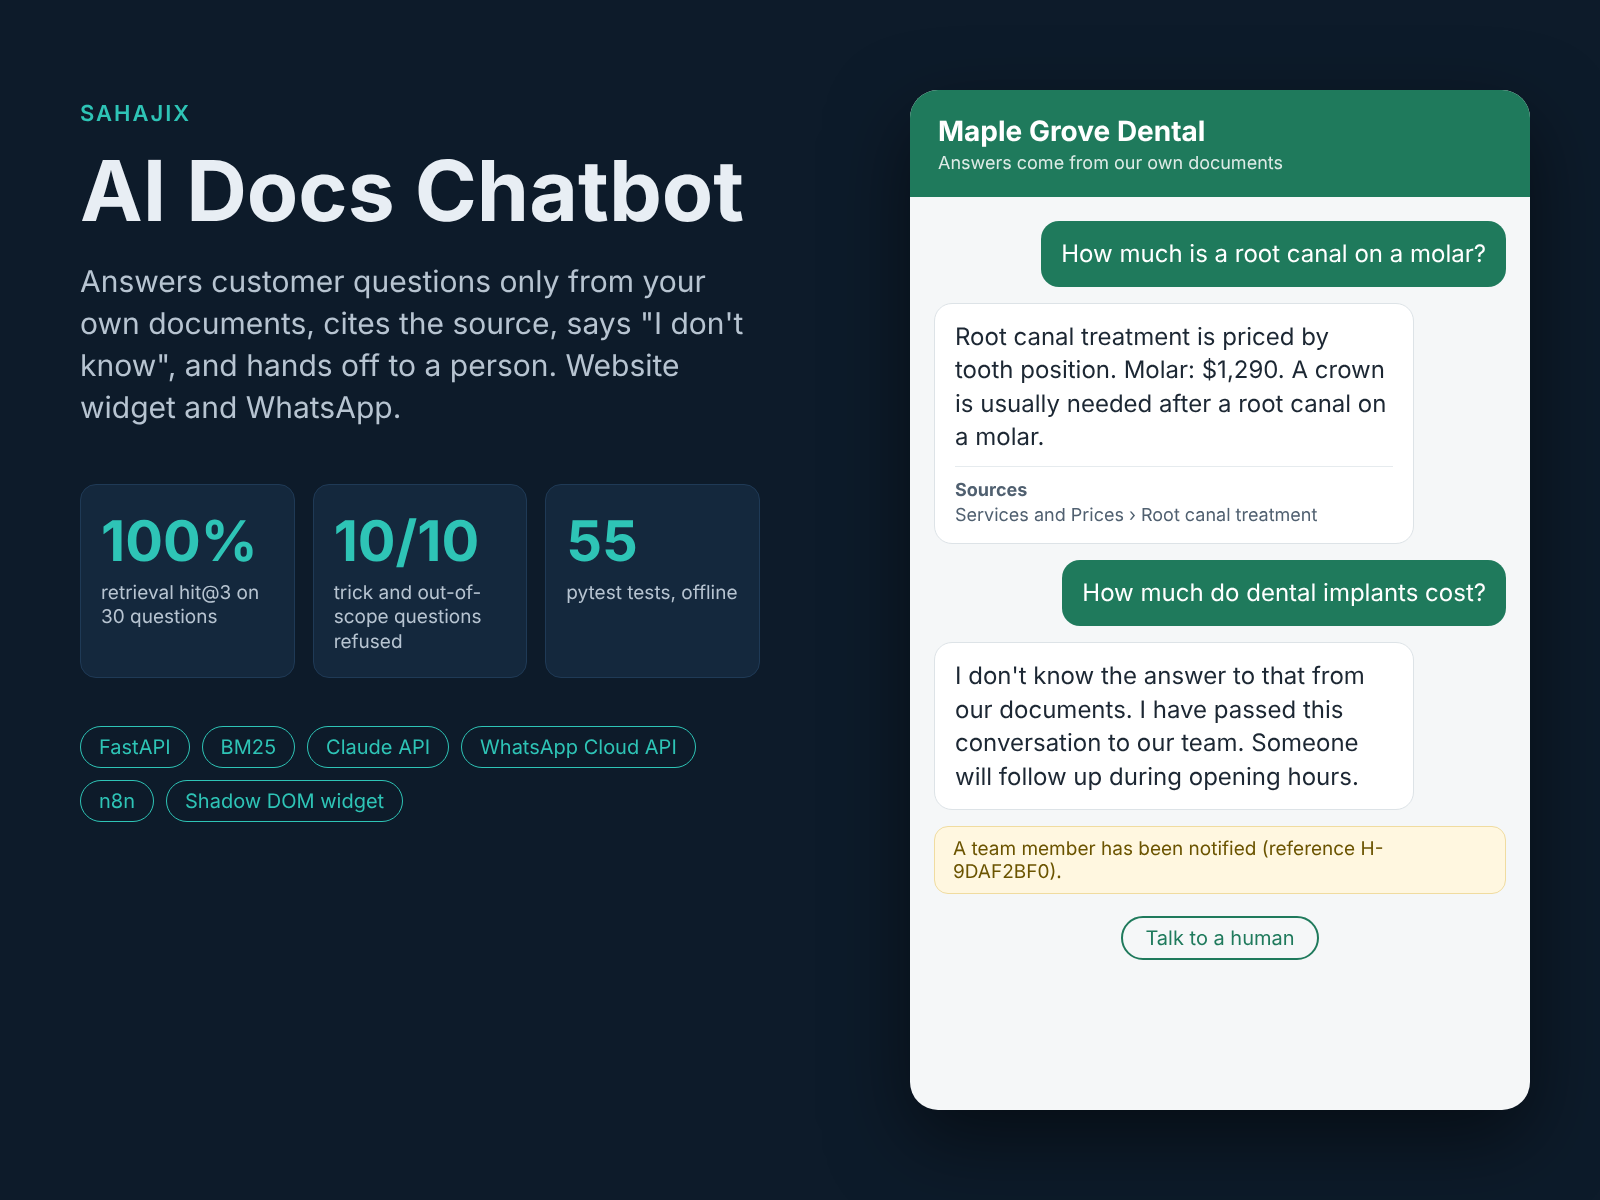 SAHAJIX
AI Docs Chatbot
Answers customer questions only from your
own documents, cites the source, says "I don't
know", and hands off to a person. Website
widget and WhatsApp.
100%
retrieval hit@3 on
30 questions
10/10
trick and out-of-
scope questions
refused
55
pytest tests, offline
FastAPI
BM25
Claude API
WhatsApp Cloud API
n8n
Shadow DOM widget
Maple Grove Dental
Answers come from our own documents
How much is a root canal on a molar?
Root canal treatment is priced by
tooth position. Molar: $1,290. A crown
is usually needed after a root canal on
a molar.
Sources
Services and Prices › Root canal treatment
How much do dental implants cost?
I don't know the answer to that from
our documents. I have passed this
conversation to our team. Someone
will follow up during opening hours.
A team member has been notified (reference H-
9DAF2BF0).
Talk to a human